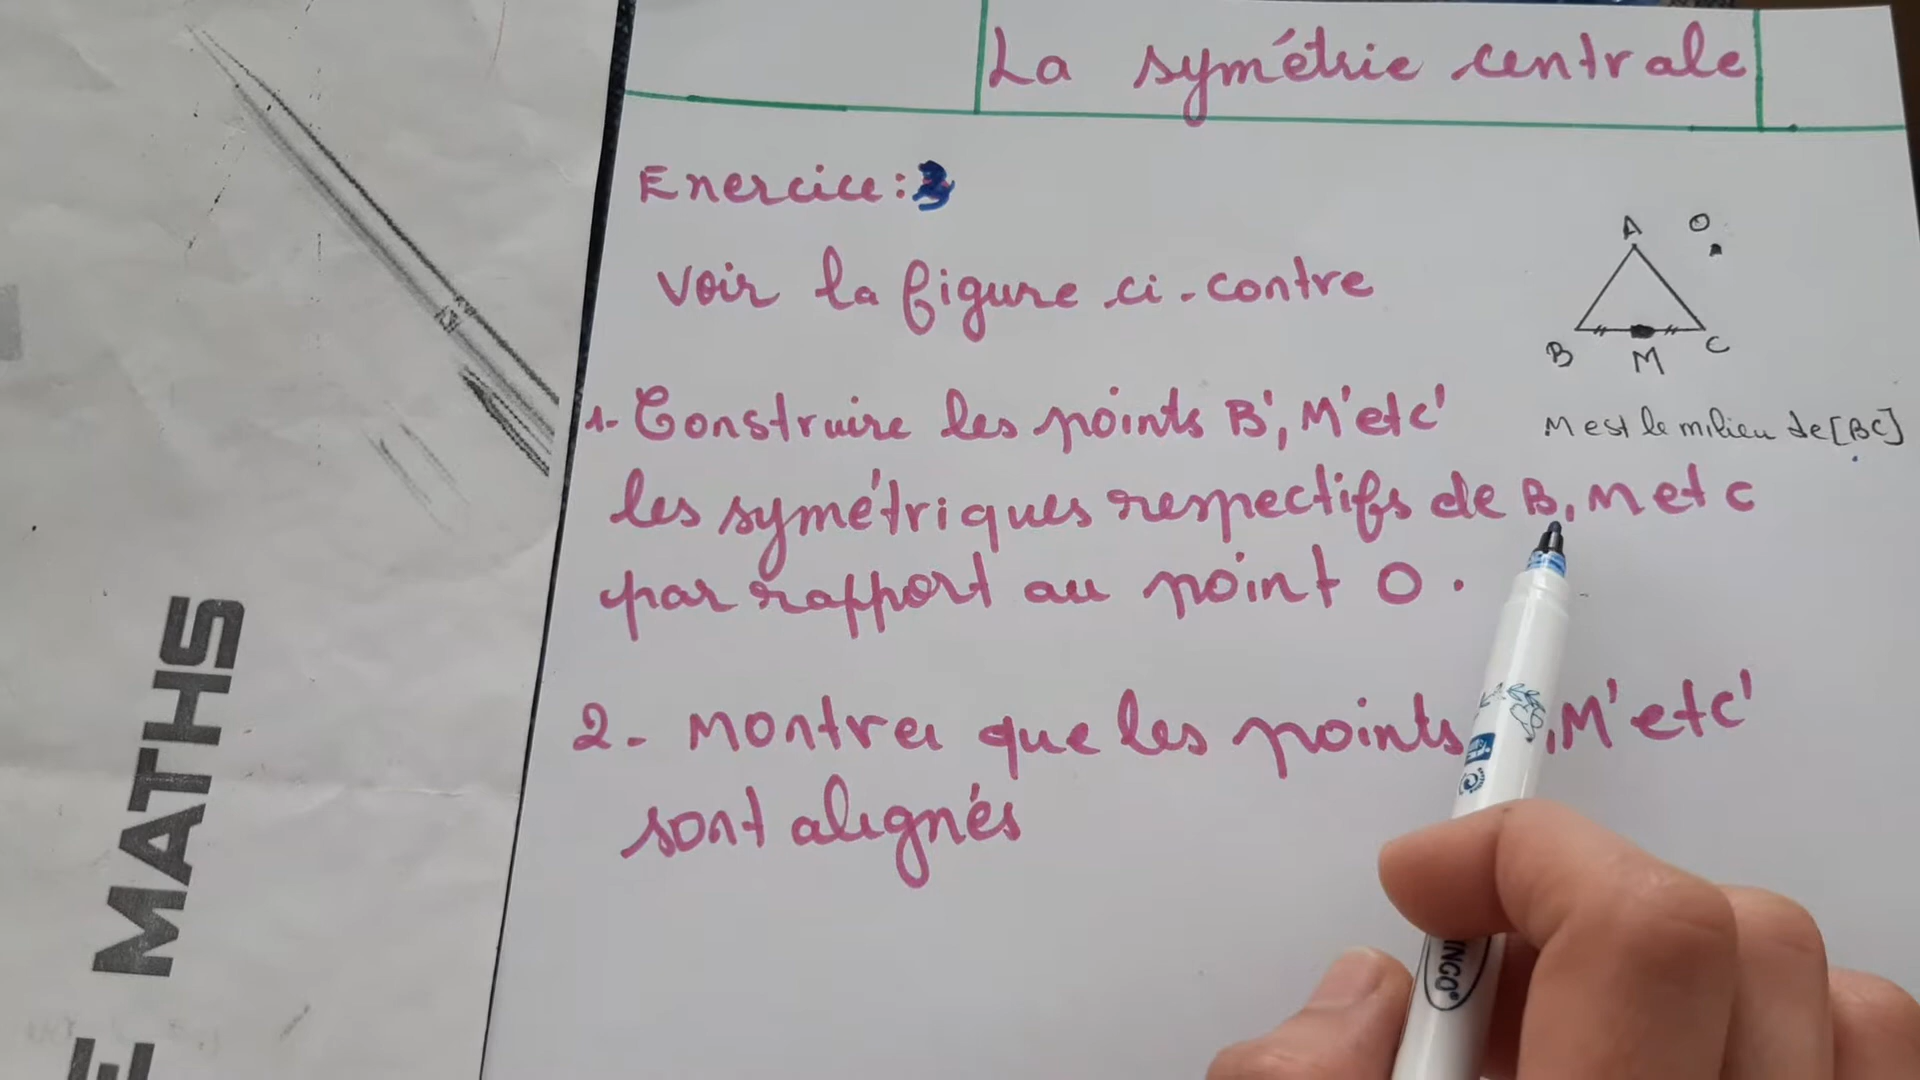 La symétrie centrale
Exercice : 3
Voir la figure ci-contre
A
O
B
M
C
1- Construire les points B', M' et C'
M est le milieu de [BC]
les symétriques respectifs de B, M et C
par rapport au point O.
2- Montrer que les points , M' et C'
sont alignés
MATHS